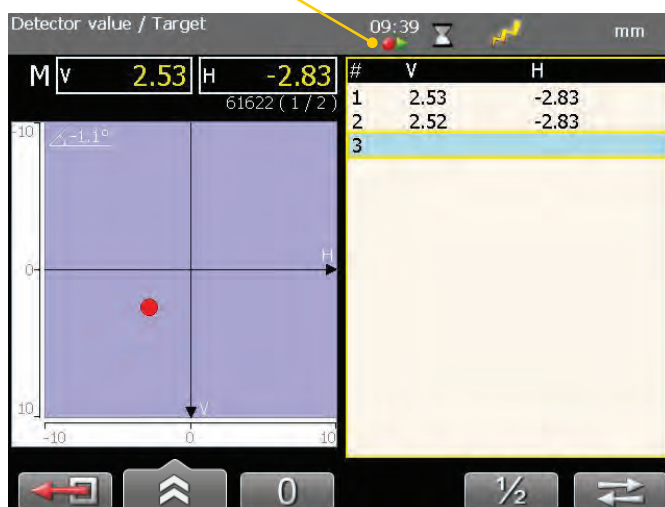 Detector value / Target
09:39
mm
M V 2.53 H -2.83
61622 ( 1 / 2 )
# V H
1 2.53 -2.83
2 2.52 -2.83
3
-10
-1.1°
H
0
10
V
-10 0 10
0
½